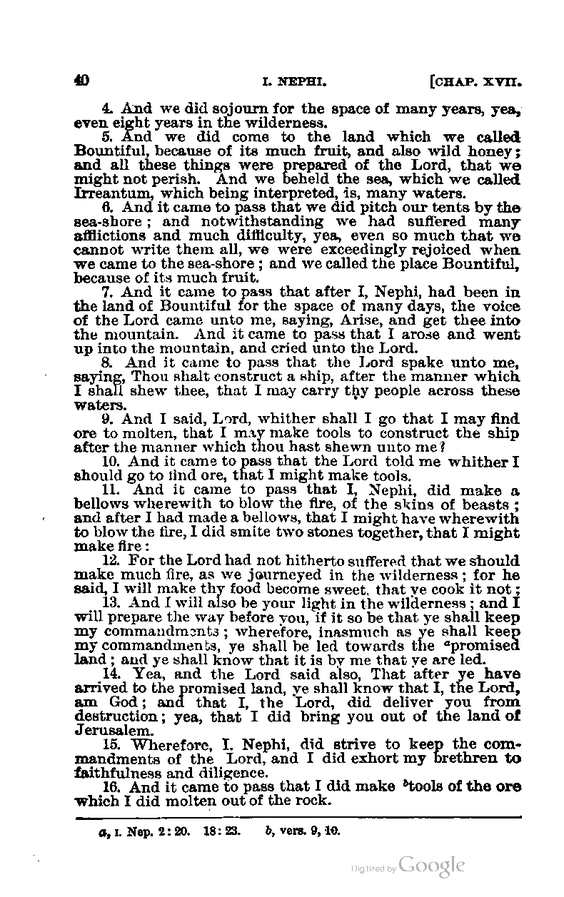 40 I. NEPHI. [CHAP. XVII.
4. And we did sojourn for the space of many years, yea,
even eight years in the wilderness.
5. And we did come to the land which we called
Bountiful, because of its much fruit, and also wild honey;
and all these things were prepared of the Lord, that we
might not perish. And we beheld the sea, which we called
Irreantum, which being interpreted, is, many waters.
6. And it came to pass that we did pitch our tents by the
sea-shore; and notwithstanding we had suffered many
afflictions and much difficulty, yea, even so much that we
cannot write them all, we were exceedingly rejoiced when
we came to the sea-shore; and we called the place Bountiful,
because of its much fruit.
7. And it came to pass that after I, Nephi, had been in
the land of Bountiful for the space of many days, the voice
of the Lord came unto me, saying, Arise, and get thee into
the mountain. And it came to pass that I arose and went
up into the mountain, and cried unto the Lord.
8. And it came to pass that the Lord spake unto me,
saying, Thou shalt construct a ship, after the manner which
I shall shew thee, that I may carry thy people across these
waters.
9. And I said, Lord, whither shall I go that I may find
ore to molten, that I may make tools to construct the ship
after the manner which thou hast shewn unto me?
10. And it came to pass that the Lord told me whither I
should go to find ore, that I might make tools.
11. And it came to pass that I, Nephi, did make a
bellows wherewith to blow the fire, of the skins of beasts;
and after I had made a bellows, that I might have wherewith
to blow the fire, I did smite two stones together, that I might
make fire:
12. For the Lord had not hitherto suffered that we should
make much fire, as we journeyed in the wilderness; for he
said, I will make thy food become sweet, that ye cook it not;
13. And I will also be your light in the wilderness; and I
will prepare the way before you, if it so be that ye shall keep
my commandments; wherefore, inasmuch as ye shall keep
my commandments, ye shall be led towards the ᵃpromised
land; and ye shall know that it is by me that ye are led.
14. Yea, and the Lord said also, That after ye have
arrived to the promised land, ye shall know that I, the Lord,
am God; and that I, the Lord, did deliver you from
destruction; yea, that I did bring you out of the land of
Jerusalem.
15. Wherefore, I, Nephi, did strive to keep the com-
mandments of the Lord, and I did exhort my brethren to
faithfulness and diligence.
16. And it came to pass that I did make ᵇtools of the ore
which I did molten out of the rock.
a, I. Nep. 2:20. 18:23. b, vers. 9, 10.
Digitized by Google